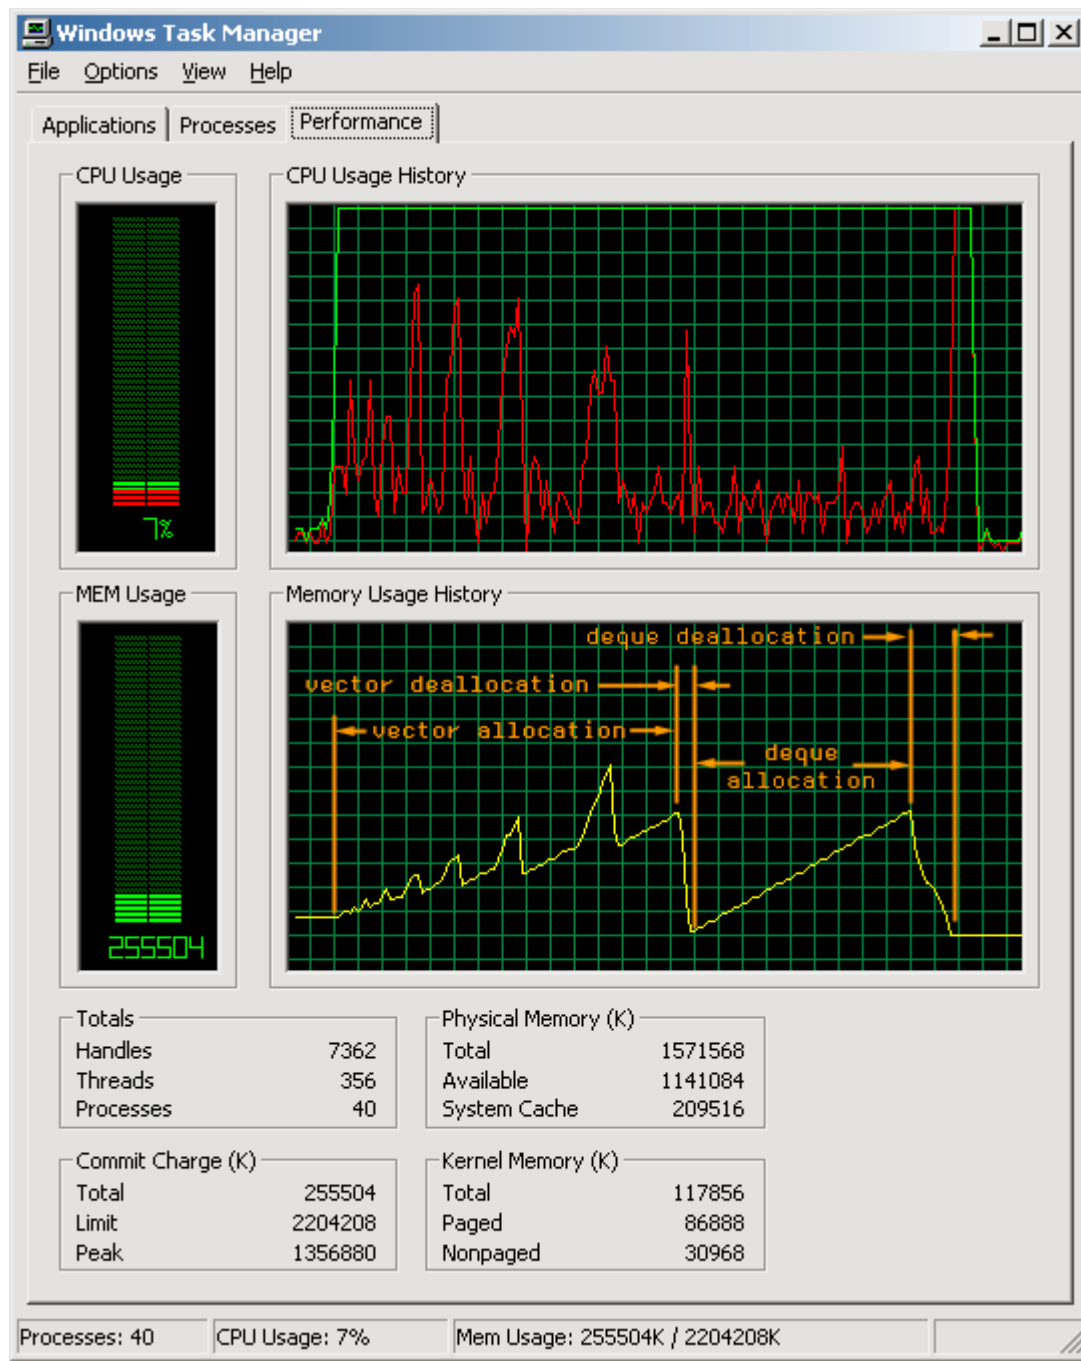 Windows Task Manager
File Options View Help
Applications Processes Performance
CPU Usage
CPU Usage History
7%
MEM Usage
Memory Usage History
deque deallocation
vector deallocation
vector allocation
deque
allocation
255504
Totals
Handles 7362
Threads 356
Processes 40
Physical Memory (K)
Total 1571568
Available 1141084
System Cache 209516
Commit Charge (K)
Total 255504
Limit 2204208
Peak 1356880
Kernel Memory (K)
Total 117856
Paged 86888
Nonpaged 30968
Processes: 40 CPU Usage: 7% Mem Usage: 255504K / 2204208K